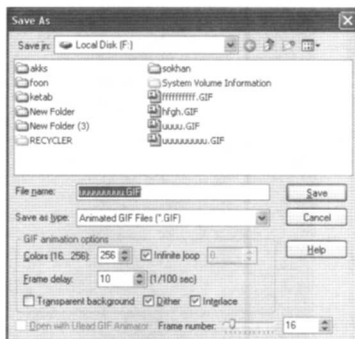 Save As
Save in: Local Disk (F:)
akks
foon
ketab
New Folder
New Folder (3)
RECYCLER
sokhan
System Volume Information
ffffffffff.GIF
hfgh.GIF
uuuu.GIF
uuuuuuuuu.GIF
File name: uuuuuuuuu.GIF Save
Save as type: Animated GIF Files (*.GIF) Cancel
GIF animation options
Colors (16.. 256): 256 Infinite loop 0 Help
Frame delay: 10 (1/100 sec)
Transparent background Dither Interlace
Open with Ulead GIF Animator Frame number: 16